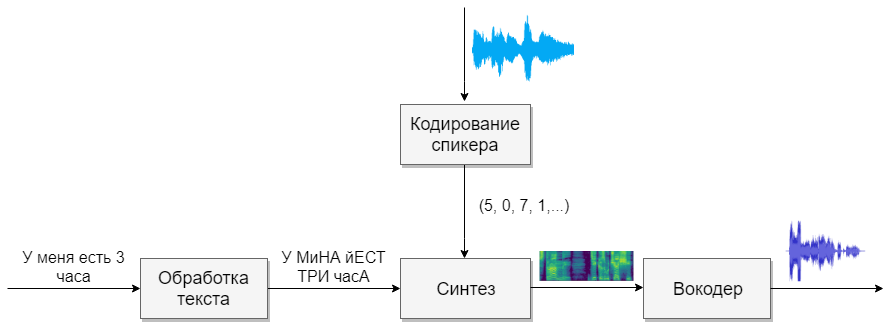 Кодирование
спикера
(5, 0, 7, 1,...)
У меня есть 3
часа
Обработка
текста
У МиНА йЕСТ
ТРИ часА
Синтез
Вокодер